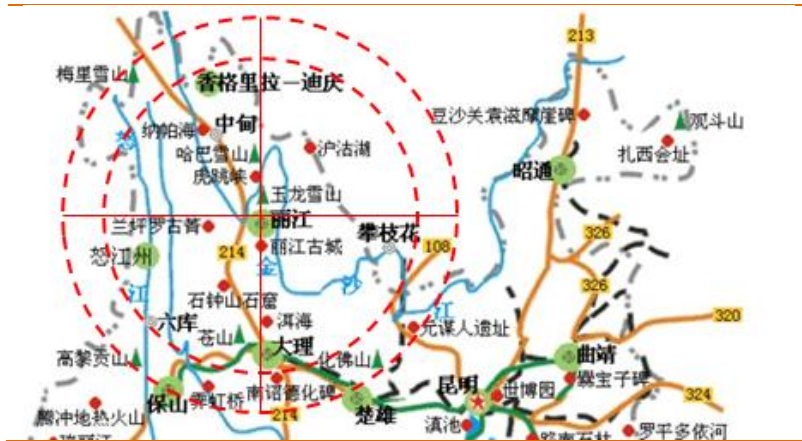 213
梅里雪山
香格里拉—迪庆
豆沙关袁滋摩崖碑
观斗山
纳帕海
中甸
怒
哈巴雪山
泸沽湖
扎西会址
虎跳峡
昭通
玉龙雪山
兰坪罗古箐
丽江
攀枝花
326
怒江州
214
丽江古城
108
金
沙
326
江
石钟山石窟
江
320
六库
洱海
元谋人遗址
苍山
大理
高黎贡山
化佛山
曲靖
保山
霁虹桥
南诏德化碑
昆明
世博园
爨宝子碑
324
腾冲地热火山
214
楚雄
滇池
罗平多依河